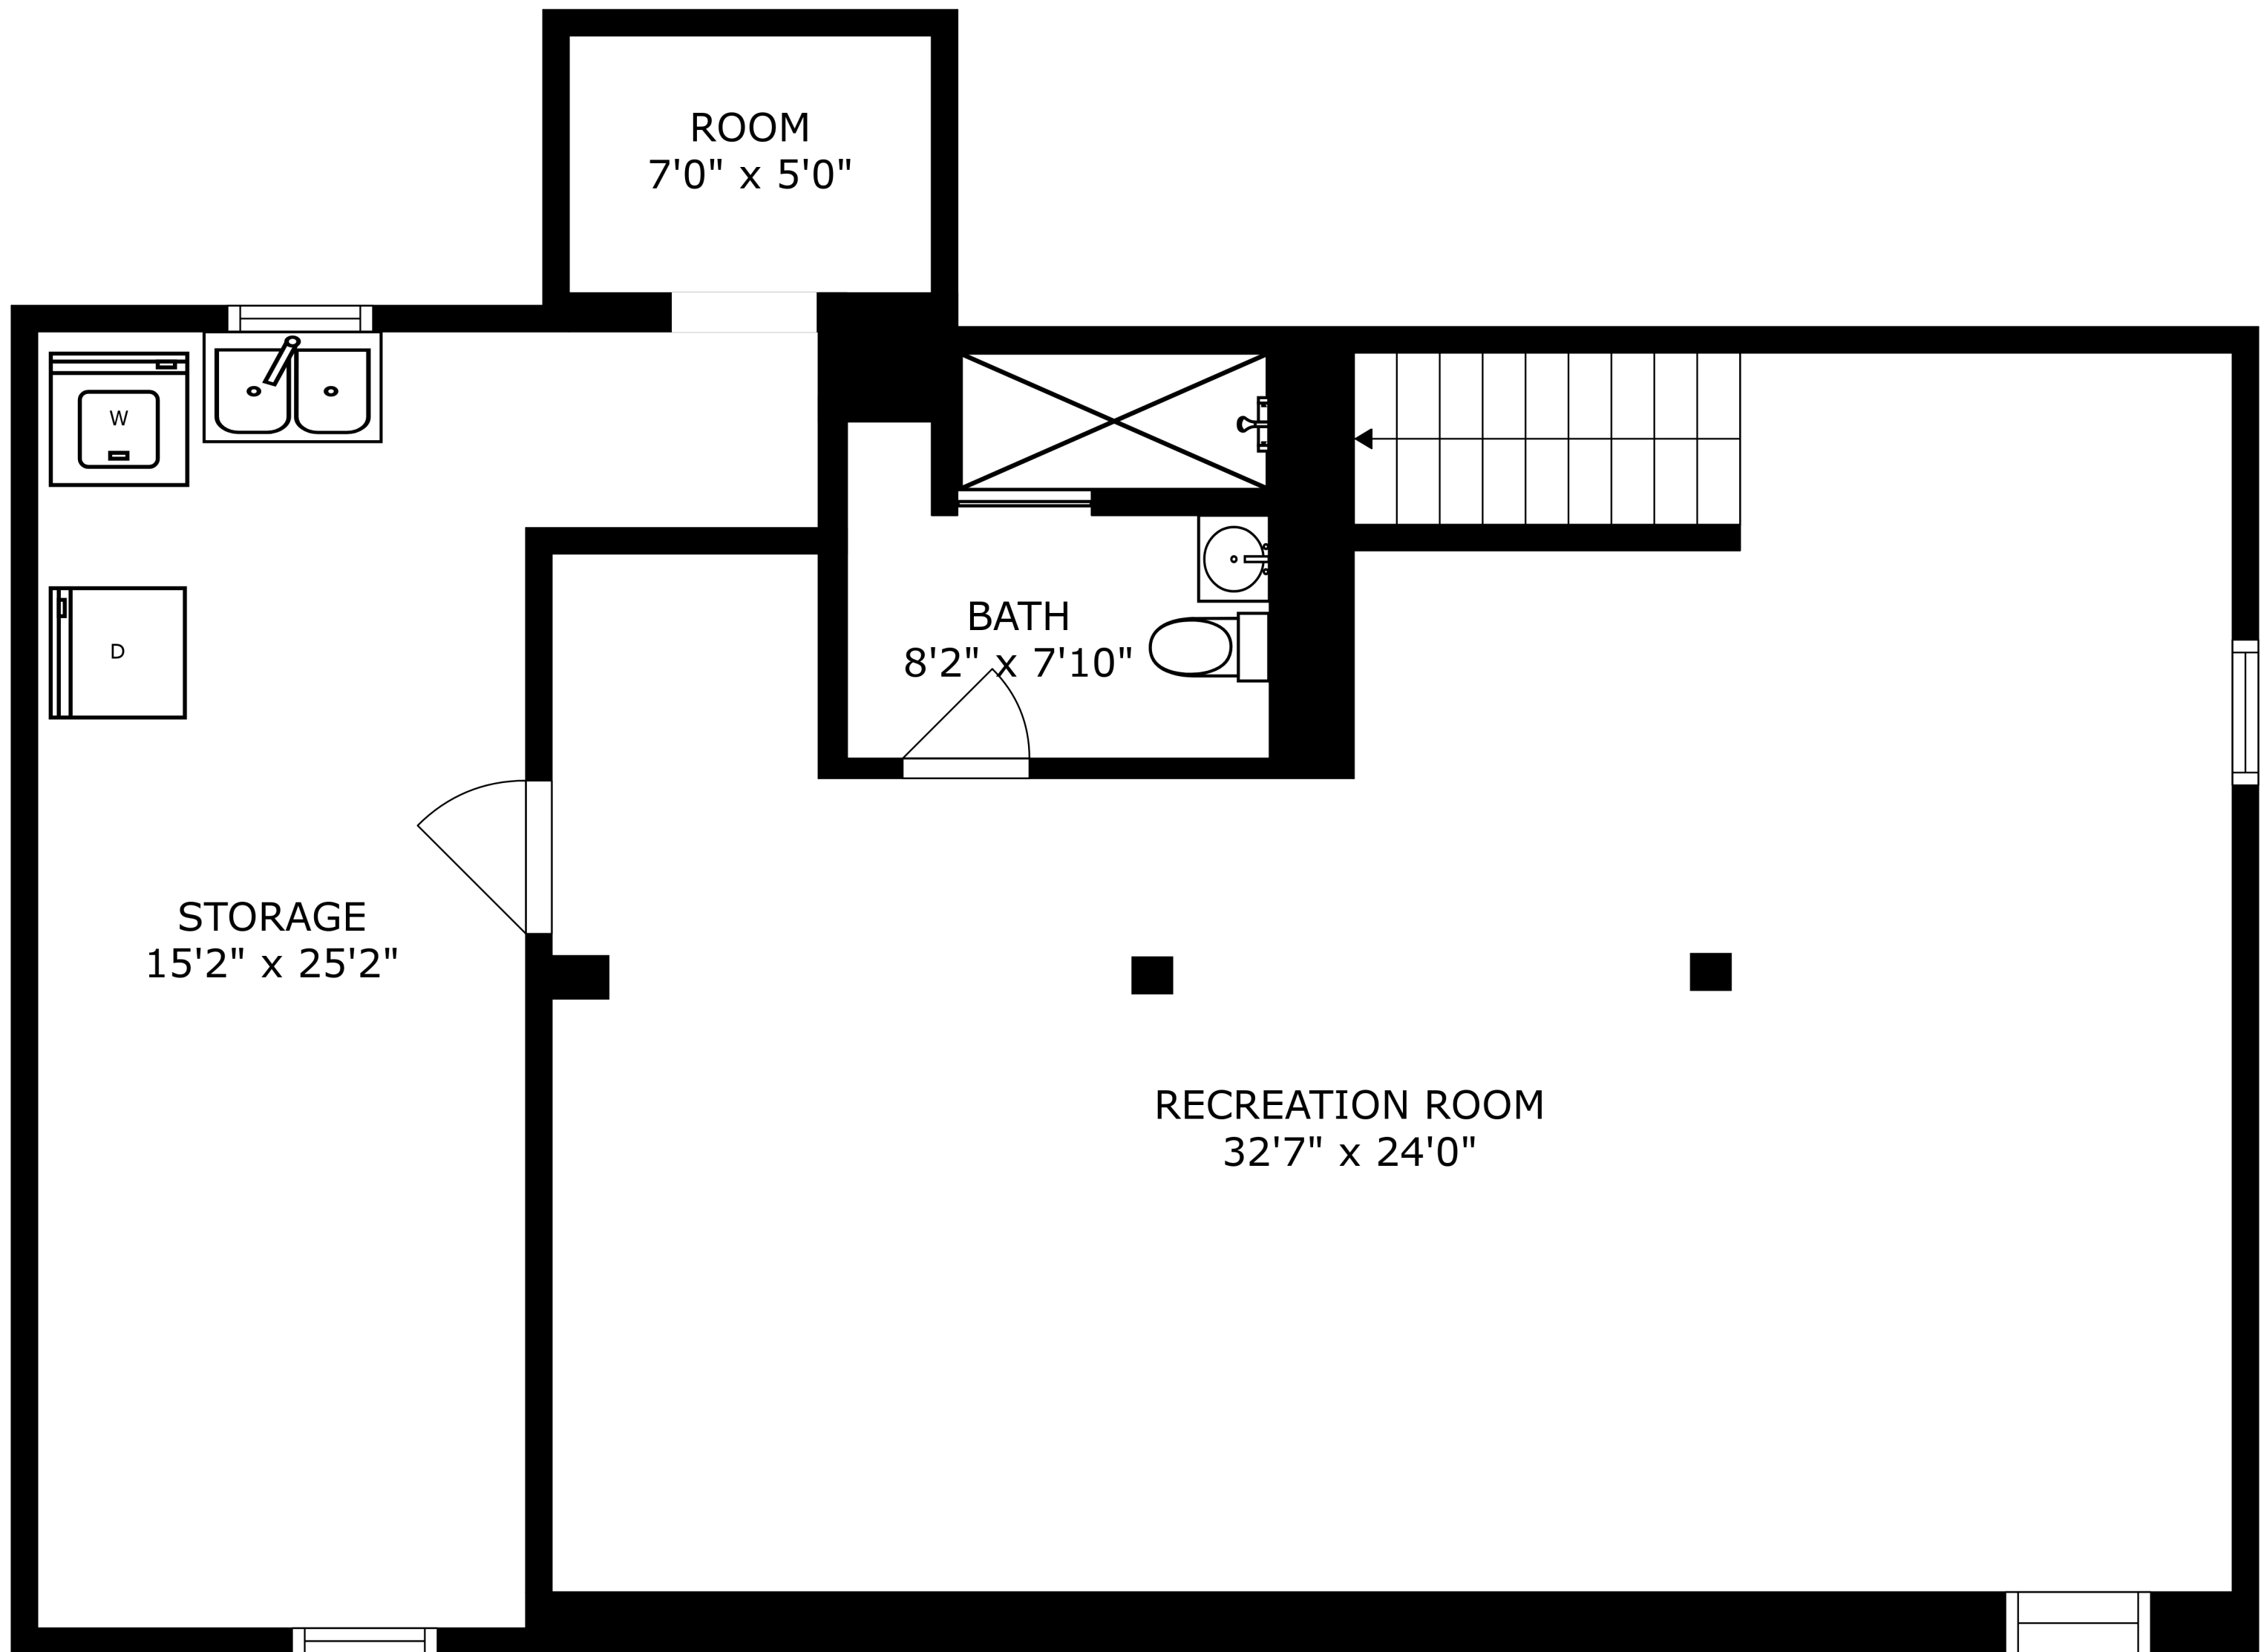 ROOM
7'0" x 5'0"
W
BATH
8'2" x 7'10"
D
STORAGE
15'2" x 25'2"
RECREATION ROOM
32'7" x 24'0"